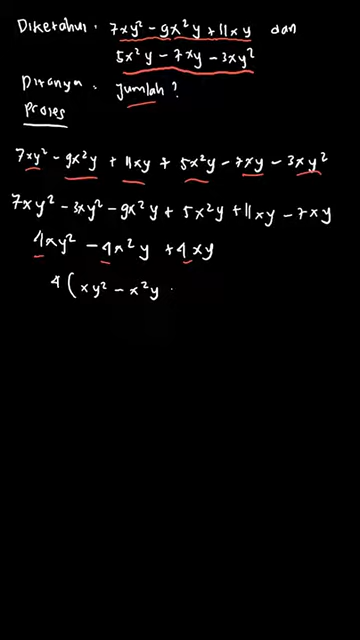 Diketahui : 7xy² - 9x²y + 11xy dan
5x²y - 7xy - 3xy²
Ditanya : Jumlah ?
Proses
7xy² - 9x²y + 11xy + 5x²y - 7xy - 3xy²
7xy² - 3xy² - 9x²y + 5x²y + 11xy - 7xy
4xy² - 4x²y + 4xy
4 ( xy² - x²y